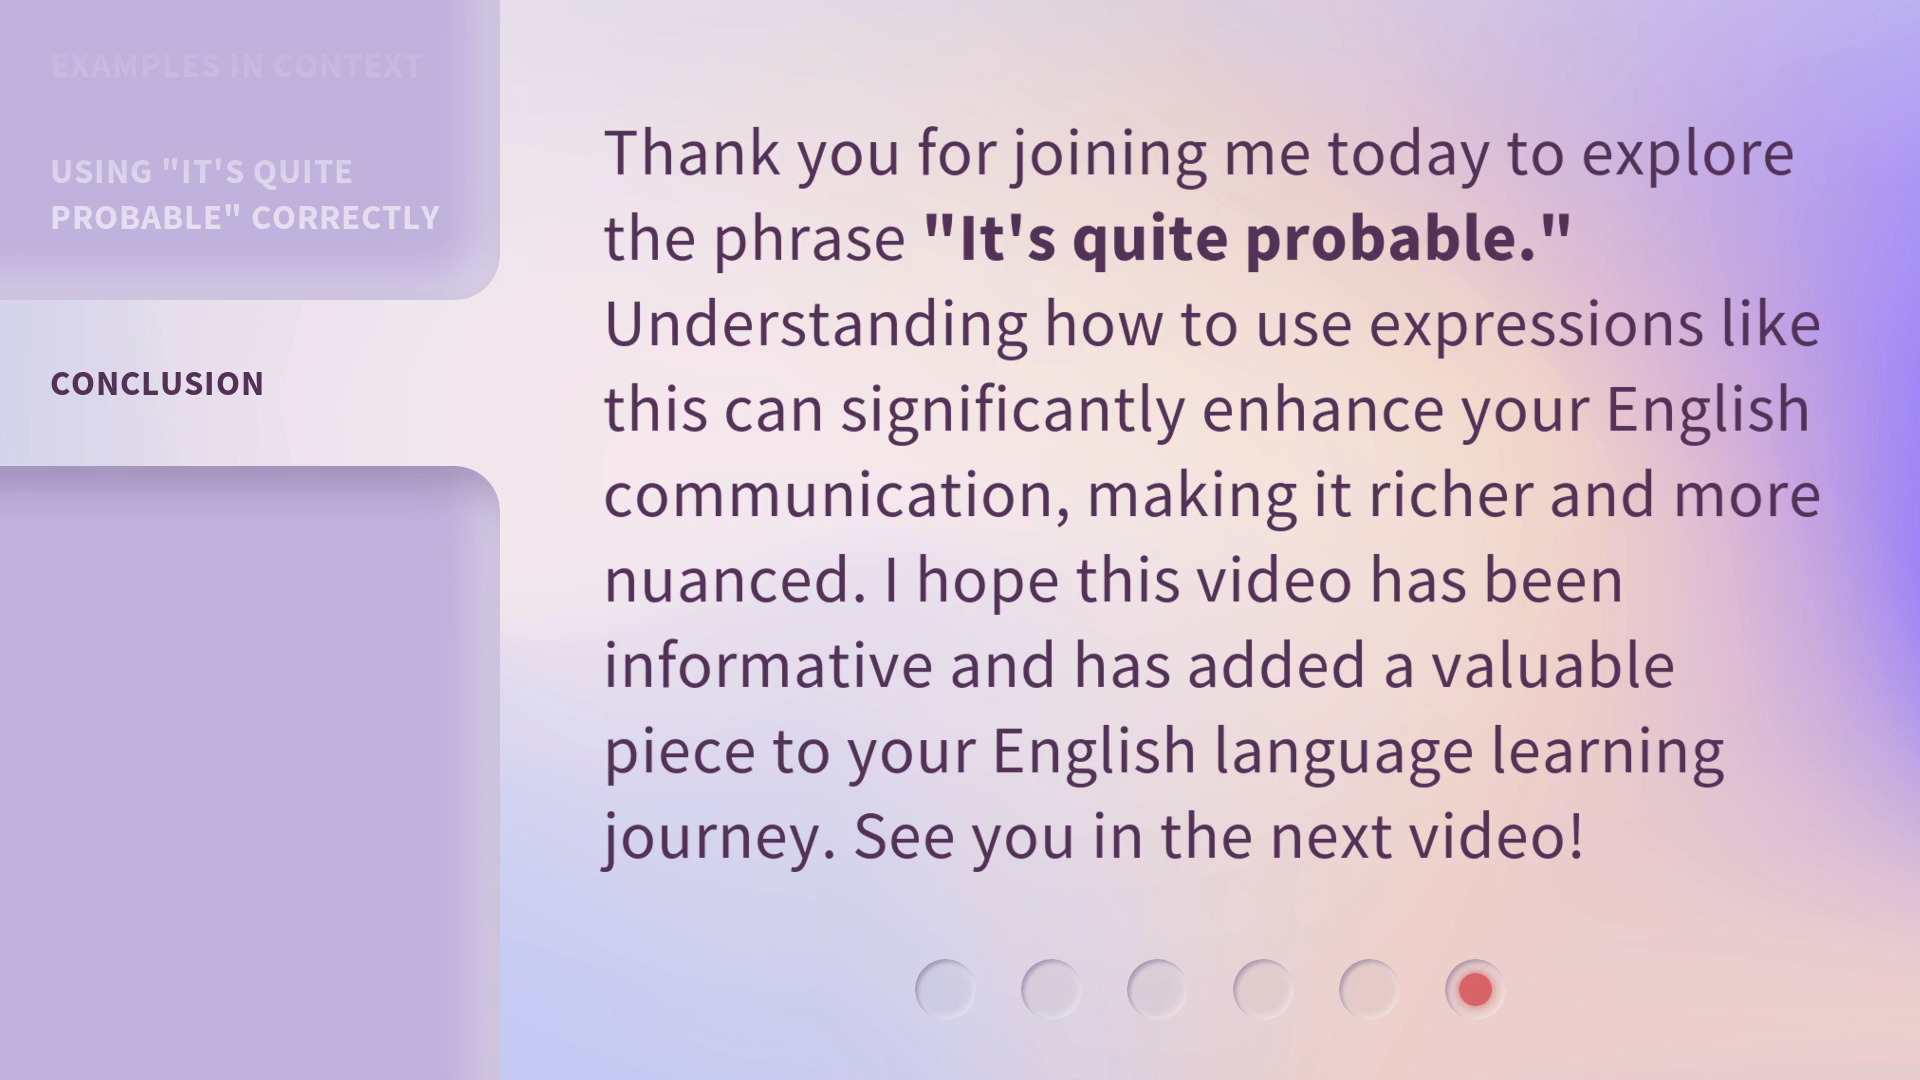 EXAMPLES IN CONTEXT
USING "IT'S QUITE
PROBABLE" CORRECTLY
CONCLUSION
Thank you for joining me today to explore
the phrase "It's quite probable."
Understanding how to use expressions like
this can significantly enhance your English
communication, making it richer and more
nuanced. I hope this video has been
informative and has added a valuable
piece to your English language learning
journey. See you in the next video!